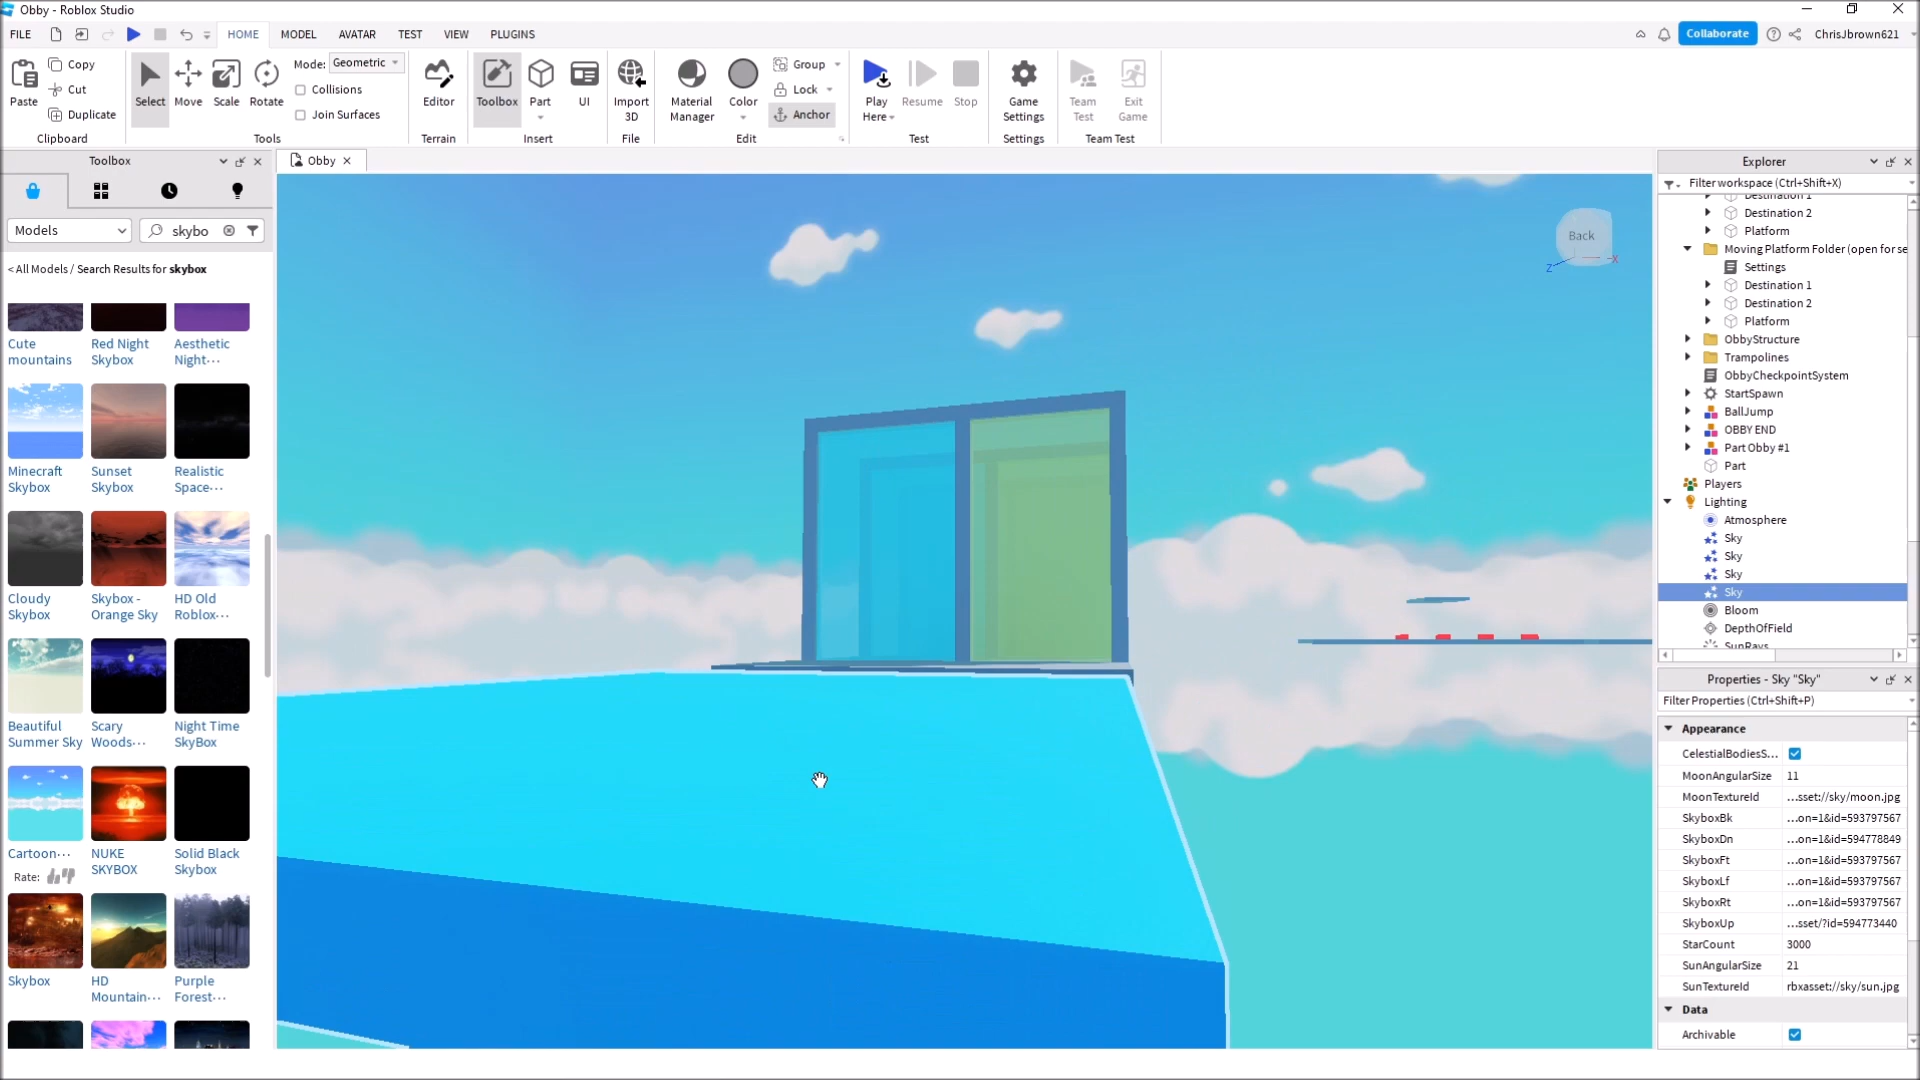 Obby - Roblox Studio
FILE
HOME
MODEL
AVATAR
TEST
VIEW
PLUGINS
Collaborate
ChrisJbrown621
Paste
Copy
Cut
Duplicate
Clipboard
Select
Move
Scale
Rotate
Mode: Geometric
Collisions
Join Surfaces
Tools
Editor
Terrain
Toolbox
Part
UI
Insert
Import
3D
File
Material
Manager
Color
Group
Lock
Anchor
Edit
Play
Here
Resume
Stop
Test
Game
Settings
Settings
Team
Test
Exit
Game
Team Test
Toolbox
Models
skybo
< All Models / Search Results for skybox
Cute
mountains
Red Night
Skybox
Aesthetic
Night···
Minecraft
Skybox
Sunset
Skybox
Realistic
Space···
Cloudy
Skybox
Skybox -
Orange Sky
HD Old
Roblox···
Beautiful
Summer Sky
Scary
Woods···
Night Time
SkyBox
Cartoon···
Rate:
NUKE
SKYBOX
Solid Black
Skybox
Skybox
HD
Mountain···
Purple
Forest···
Obby
Back
Z
X
Explorer
Filter workspace (Ctrl+Shift+X)
Destination 1
Destination 2
Platform
Moving Platform Folder (open for se
Settings
Destination 1
Destination 2
Platform
ObbyStructure
Trampolines
ObbyCheckpointSystem
StartSpawn
BallJump
OBBY END
Part Obby #1
Part
Players
Lighting
Atmosphere
Sky
Sky
Sky
Sky
Bloom
DepthOfField
SunRays
Properties - Sky "Sky"
Filter Properties (Ctrl+Shift+P)
Appearance
CelestialBodiesS...
MoonAngularSize 11
MoonTextureId ...sset://sky/moon.jpg
SkyboxBk ...on=1&id=593797567
SkyboxDn ...on=1&id=594778849
SkyboxFt ...on=1&id=593797567
SkyboxLf ...on=1&id=593797567
SkyboxRt ...on=1&id=593797567
SkyboxUp ...sset/?id=594773440
StarCount 3000
SunAngularSize 21
SunTextureId rbxasset://sky/sun.jpg
Data
Archivable